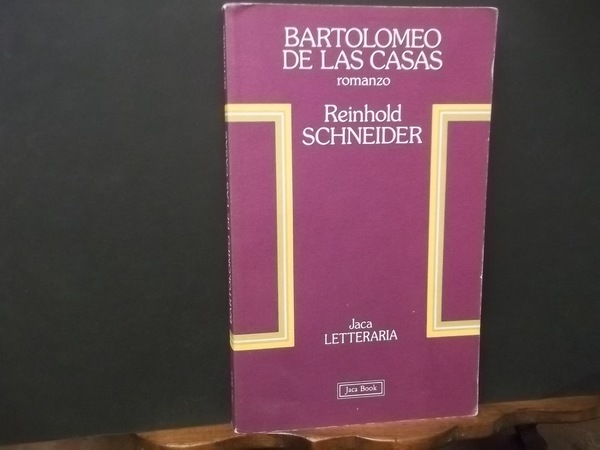 BARTOLOMEO
DE LAS CASAS
romanzo
Reinhold
SCHNEIDER
Jaca
LETTERARIA
Jaca Book